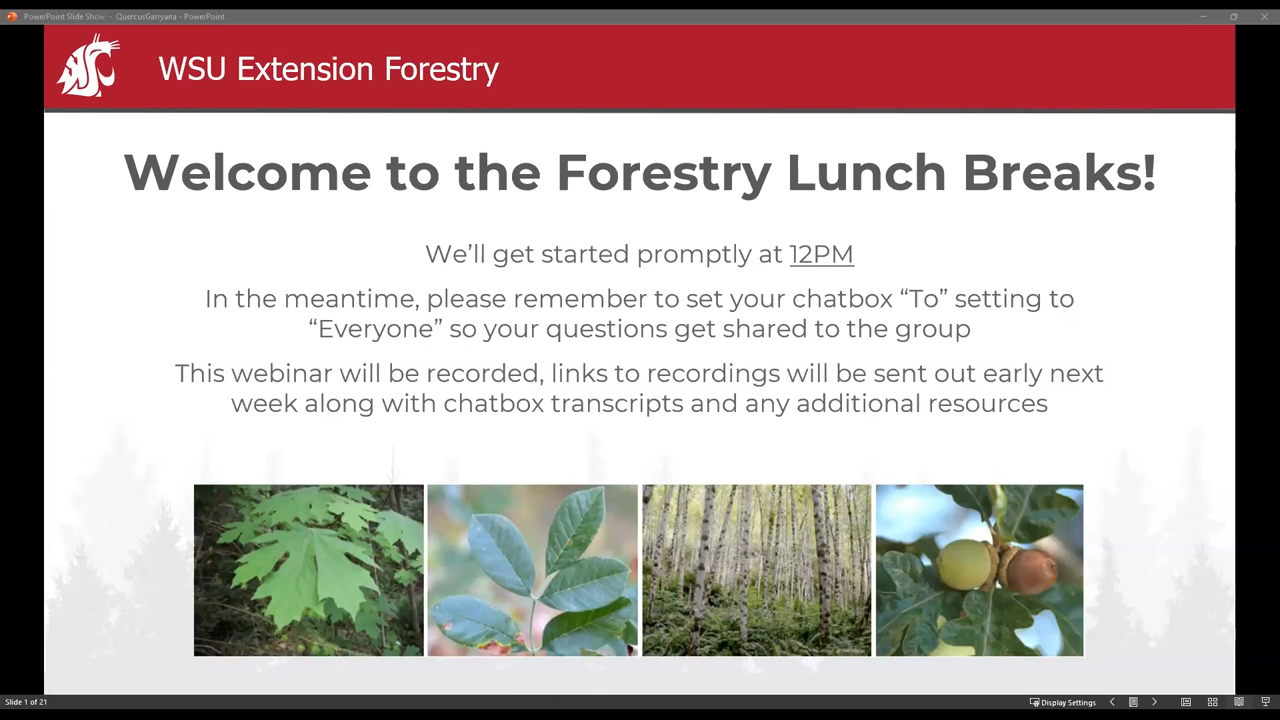 PowerPoint Slide Show - QuercusGarryana - PowerPoint
WSU Extension Forestry
Welcome to the Forestry Lunch Breaks!
We’ll get started promptly at 12PM
In the meantime, please remember to set your chatbox “To” setting to
“Everyone” so your questions get shared to the group
This webinar will be recorded, links to recordings will be sent out early next
week along with chatbox transcripts and any additional resources
Slide 1 of 21
Display Settings